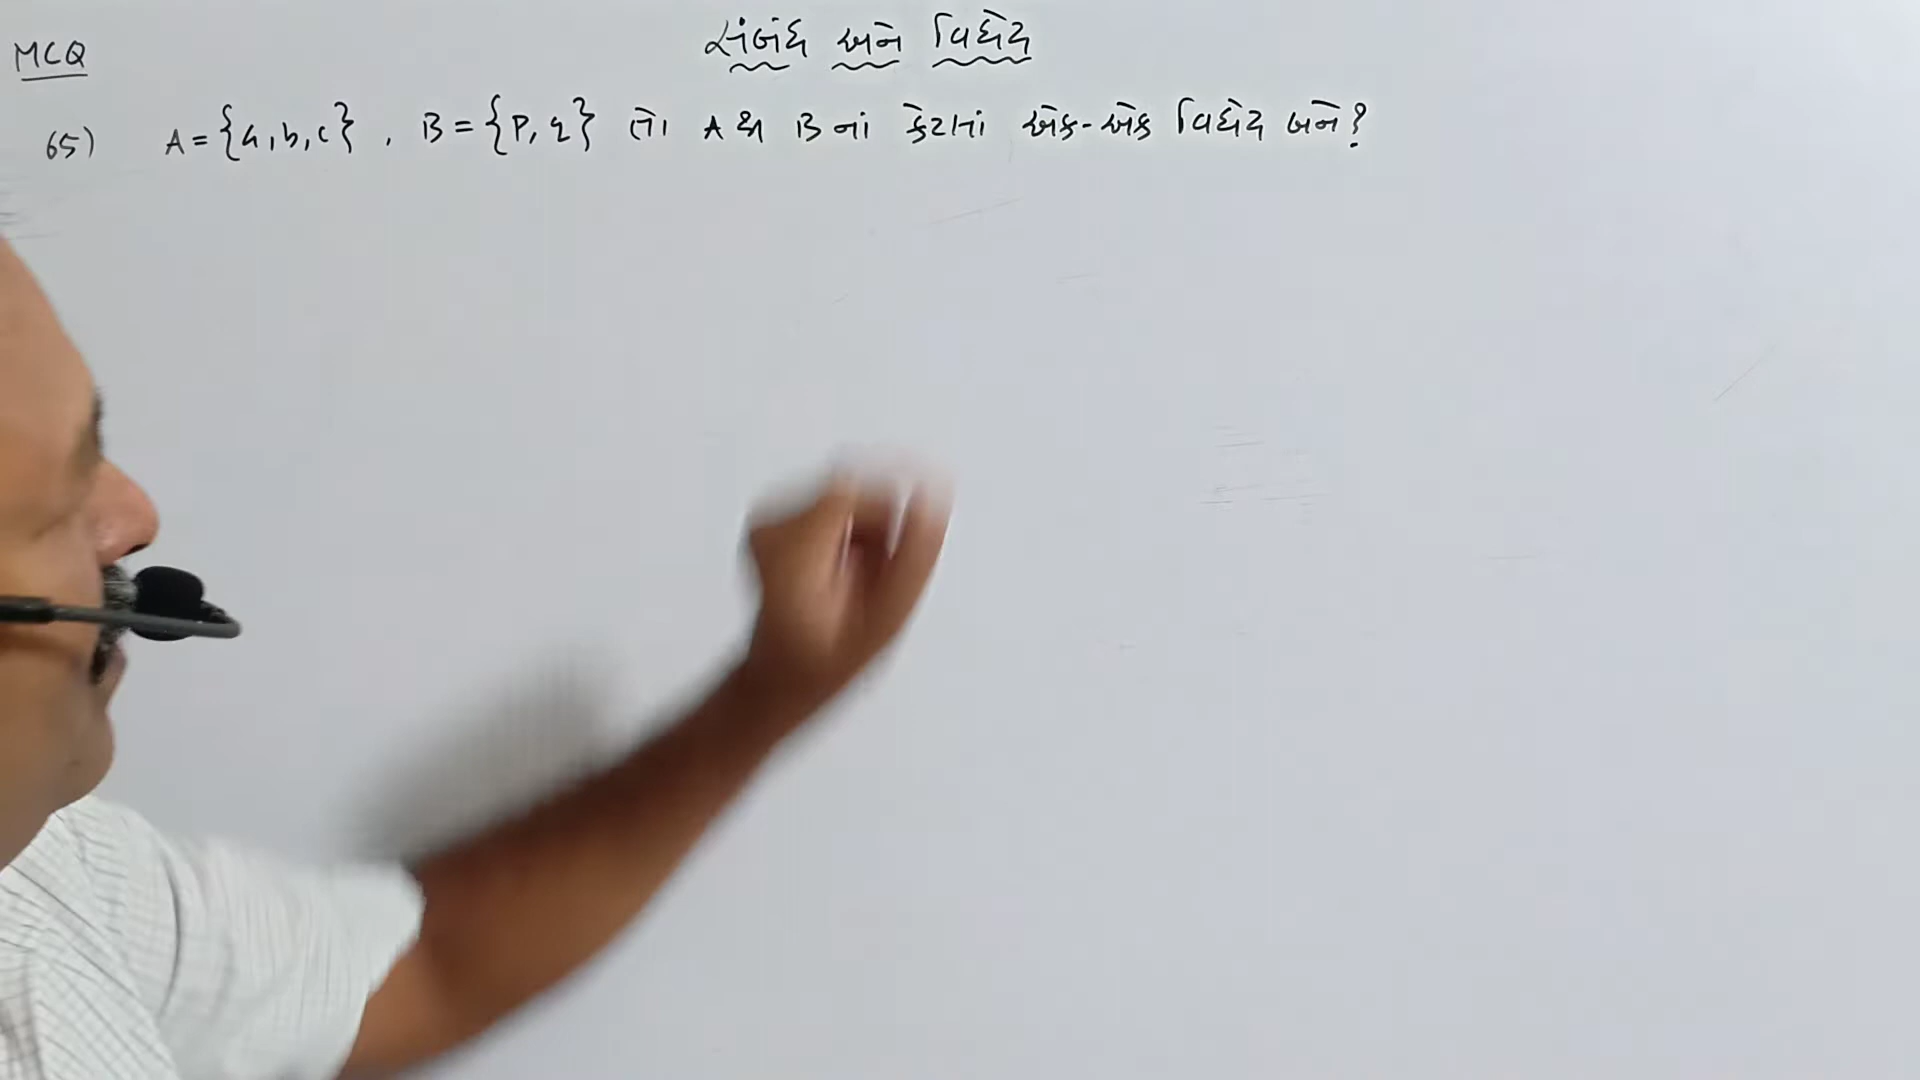 MCQ
સંબંધ અને વિધેય
65) A = {a, b, c} , B = {P, q} તો A થી B નાં કેટલાં એક-એક વિધેય બને?